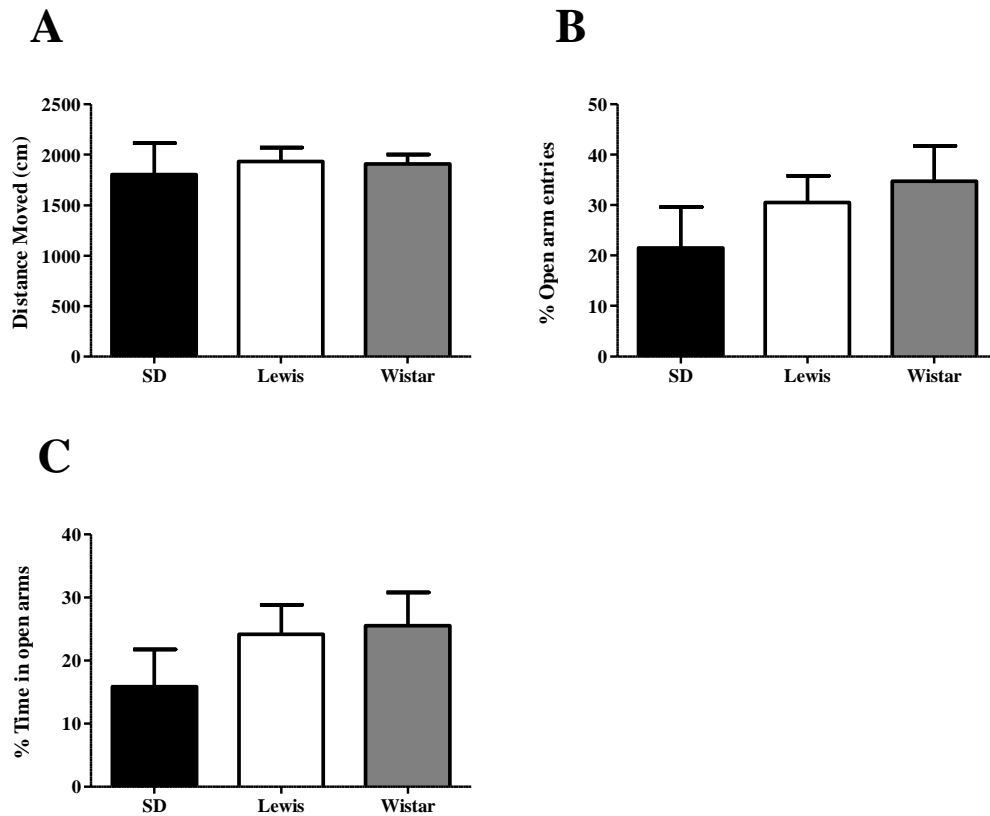 A
Distance Moved (cm)
2500
2000
1500
1000
500
0
SD Lewis Wistar
B
% Open arm entries
50
40
30
20
10
0
SD Lewis Wistar
C
% Time in open arms
40
30
20
10
0
SD Lewis Wistar